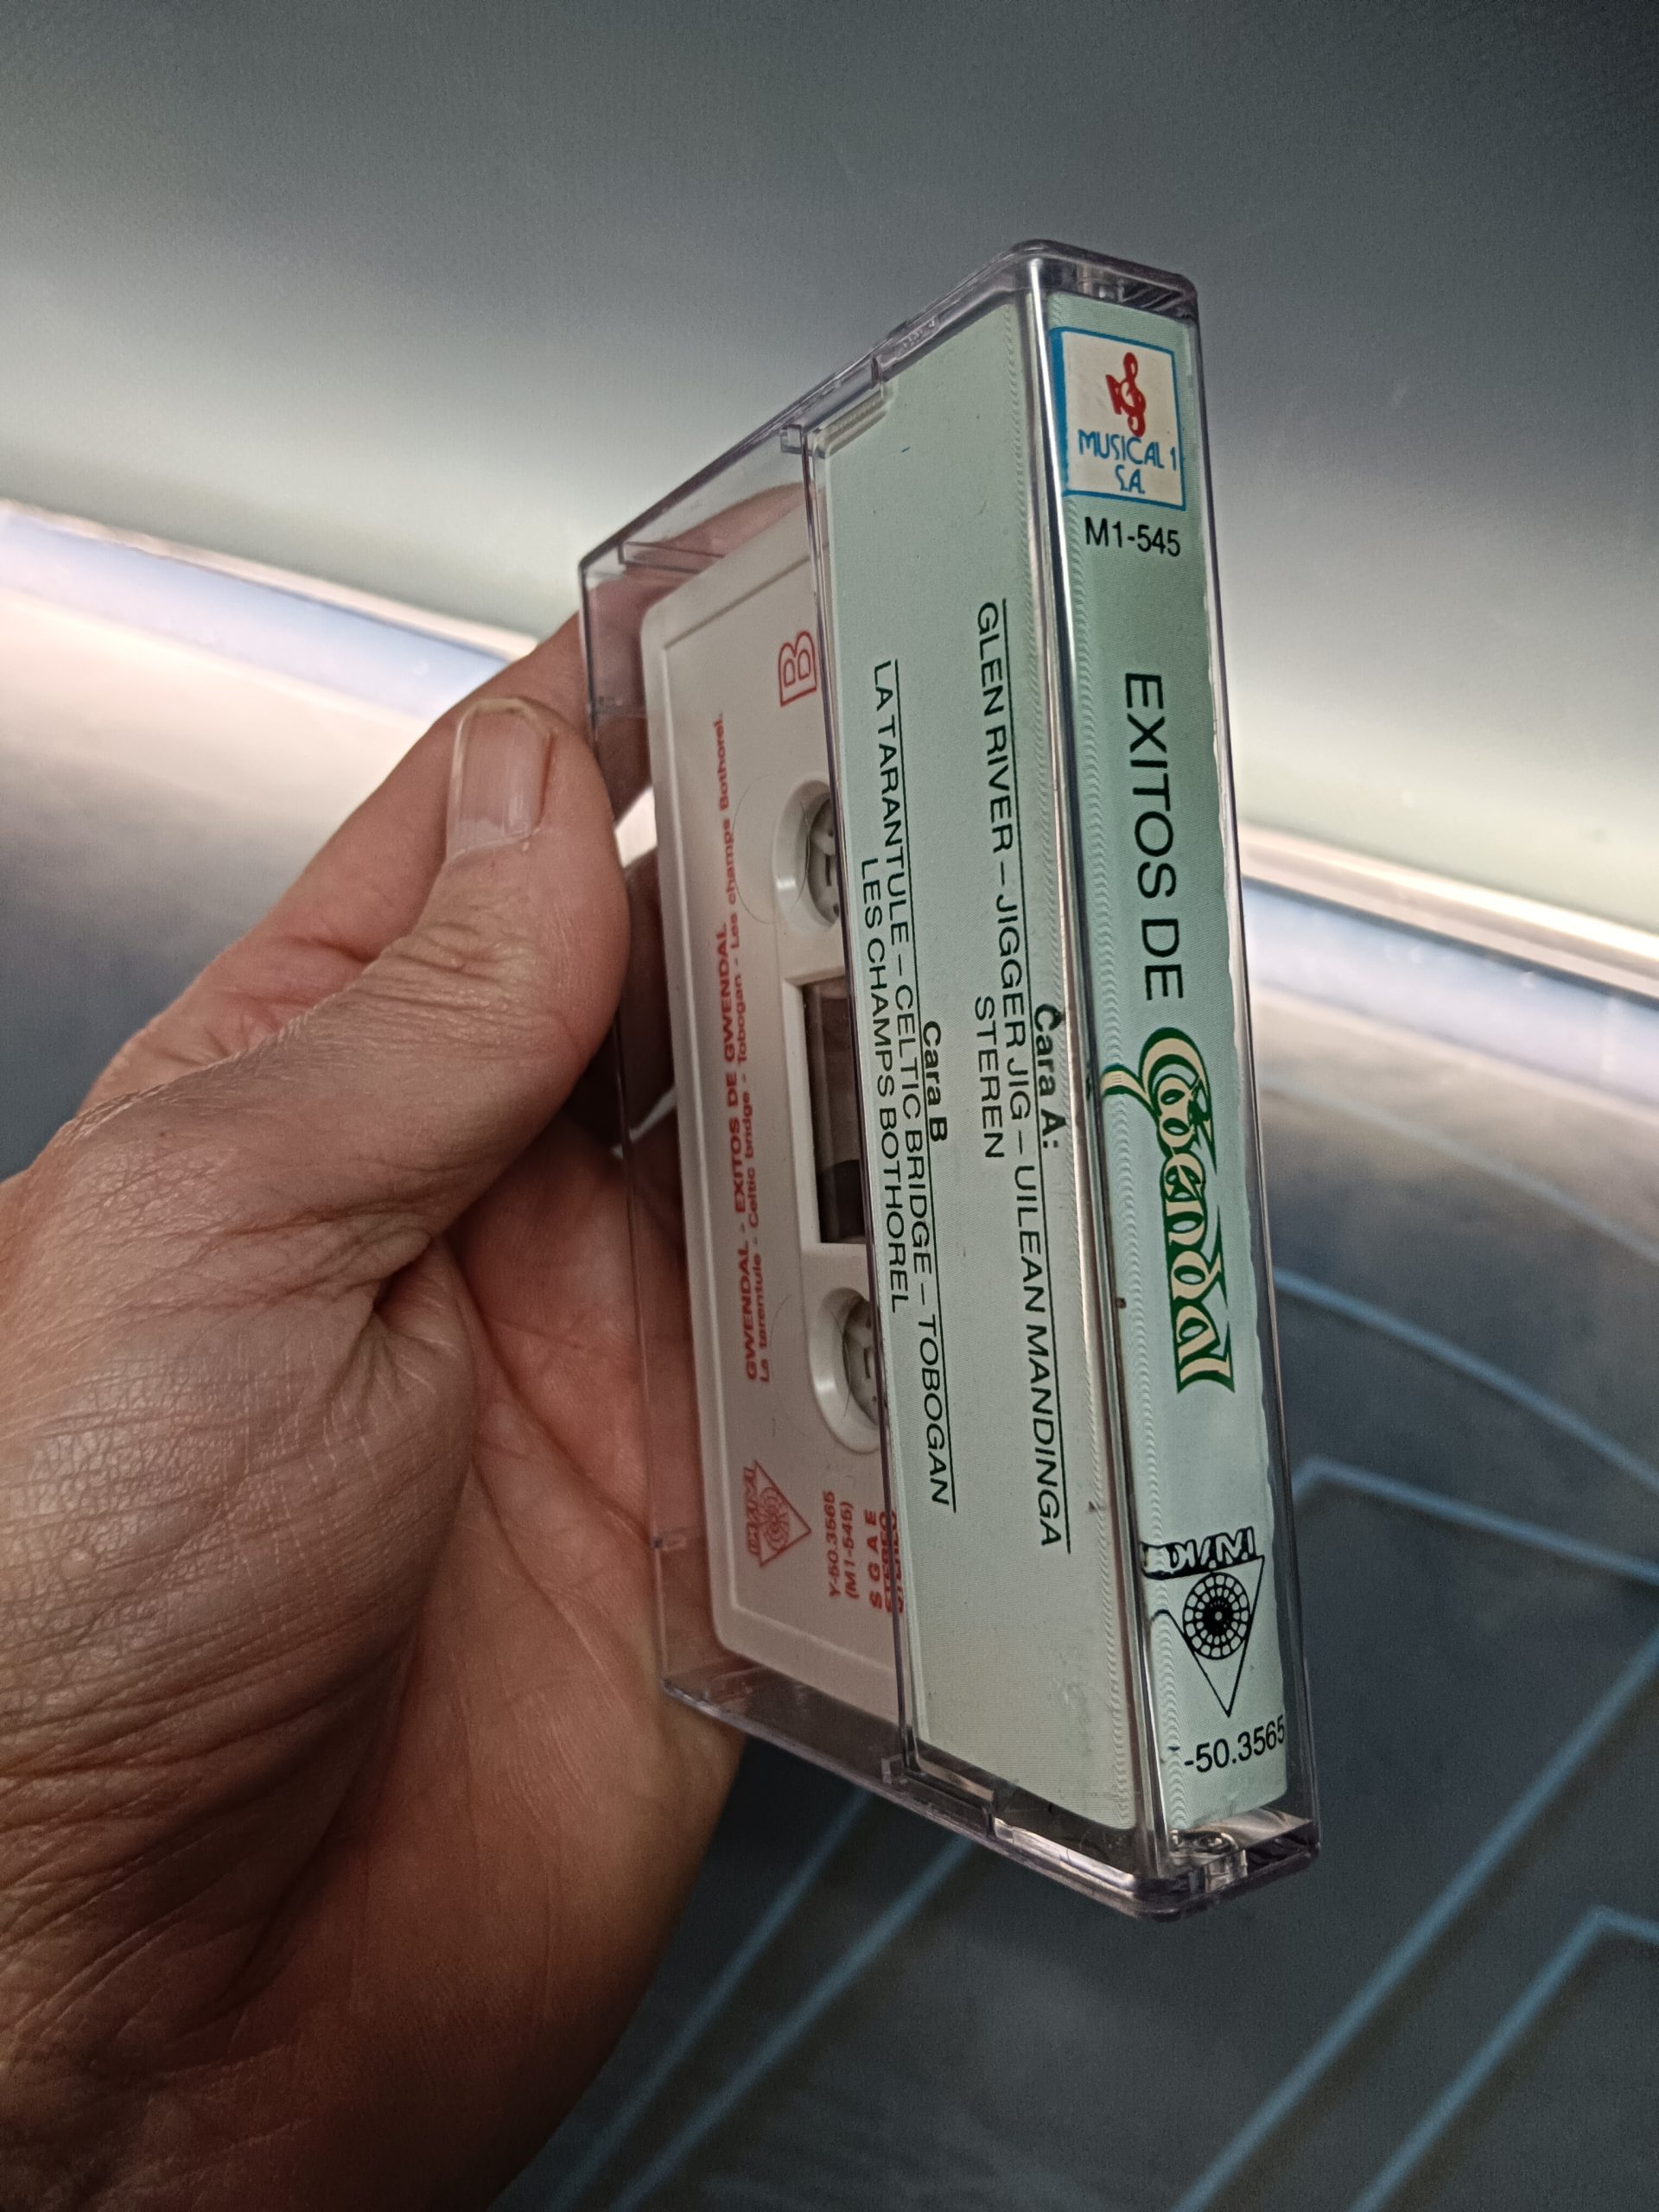 MUSICAL 1
S.A.
M1-545
EXITOS DE Gwendal
-50.3565
Cara A:
GLEN RIVER – JIGGER JIG – UILEAN MANDINGA
STEREN
Cara B
LA TARANTULE – CELTIC BRIDGE – TOBOGAN
LES CHAMPS BOTHOREL
B
GWENDAL - EXITOS DE GWENDAL
La tarentule - Celtic bridge - Tobogan - Les champs Bothorel.
Y-50.3565
(M1-545)
S G A E